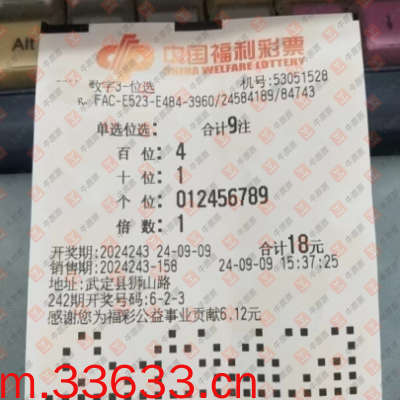 Alt
中国福利彩票
CHINA WELFARE LOTTERY
数字3-位选 机号:53051528
FAC-E523-E484-3960/24584189/84743
单选位选: 合计9注
百 位: 4
十 位: 1
个 位: 012456789
倍 数: 1
开奖期:2024243 24-09-09 合计18元
销售期:2024243-158 24-09-09 15:37:25
地址:武定县狮山路
242期开奖号码:6-2-3
感谢您为福彩公益事业贡献6.12元
m.33633.cn